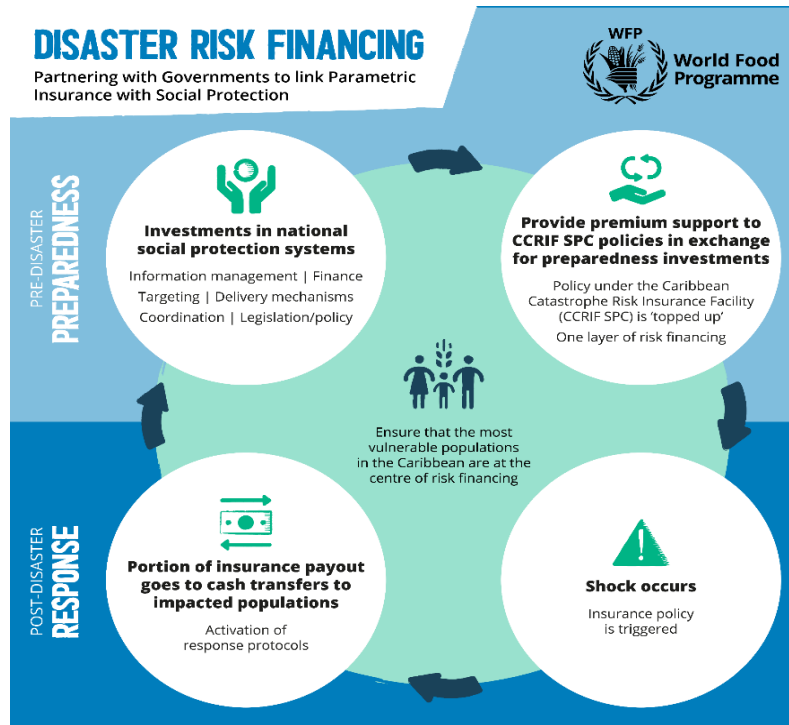 DISASTER RISK FINANCING
Partnering with Governments to link Parametric
Insurance with Social Protection
WFP
World Food
Programme
PRE-DISASTER
PREPAREDNESS
Investments in national
social protection systems
Information management | Finance
Targeting | Delivery mechanisms
Coordination | Legislation/policy
Provide premium support to
CCRIF SPC policies in exchange
for preparedness investments
Policy under the Caribbean
Catastrophe Risk Insurance Facility
(CCRIF SPC) is ‘topped up’
One layer of risk financing
Ensure that the most
vulnerable populations
in the Caribbean are at the
centre of risk financing
POST-DISASTER
RESPONSE
Portion of insurance payout
goes to cash transfers to
impacted populations
Activation of
response protocols
Shock occurs
Insurance policy
is triggered